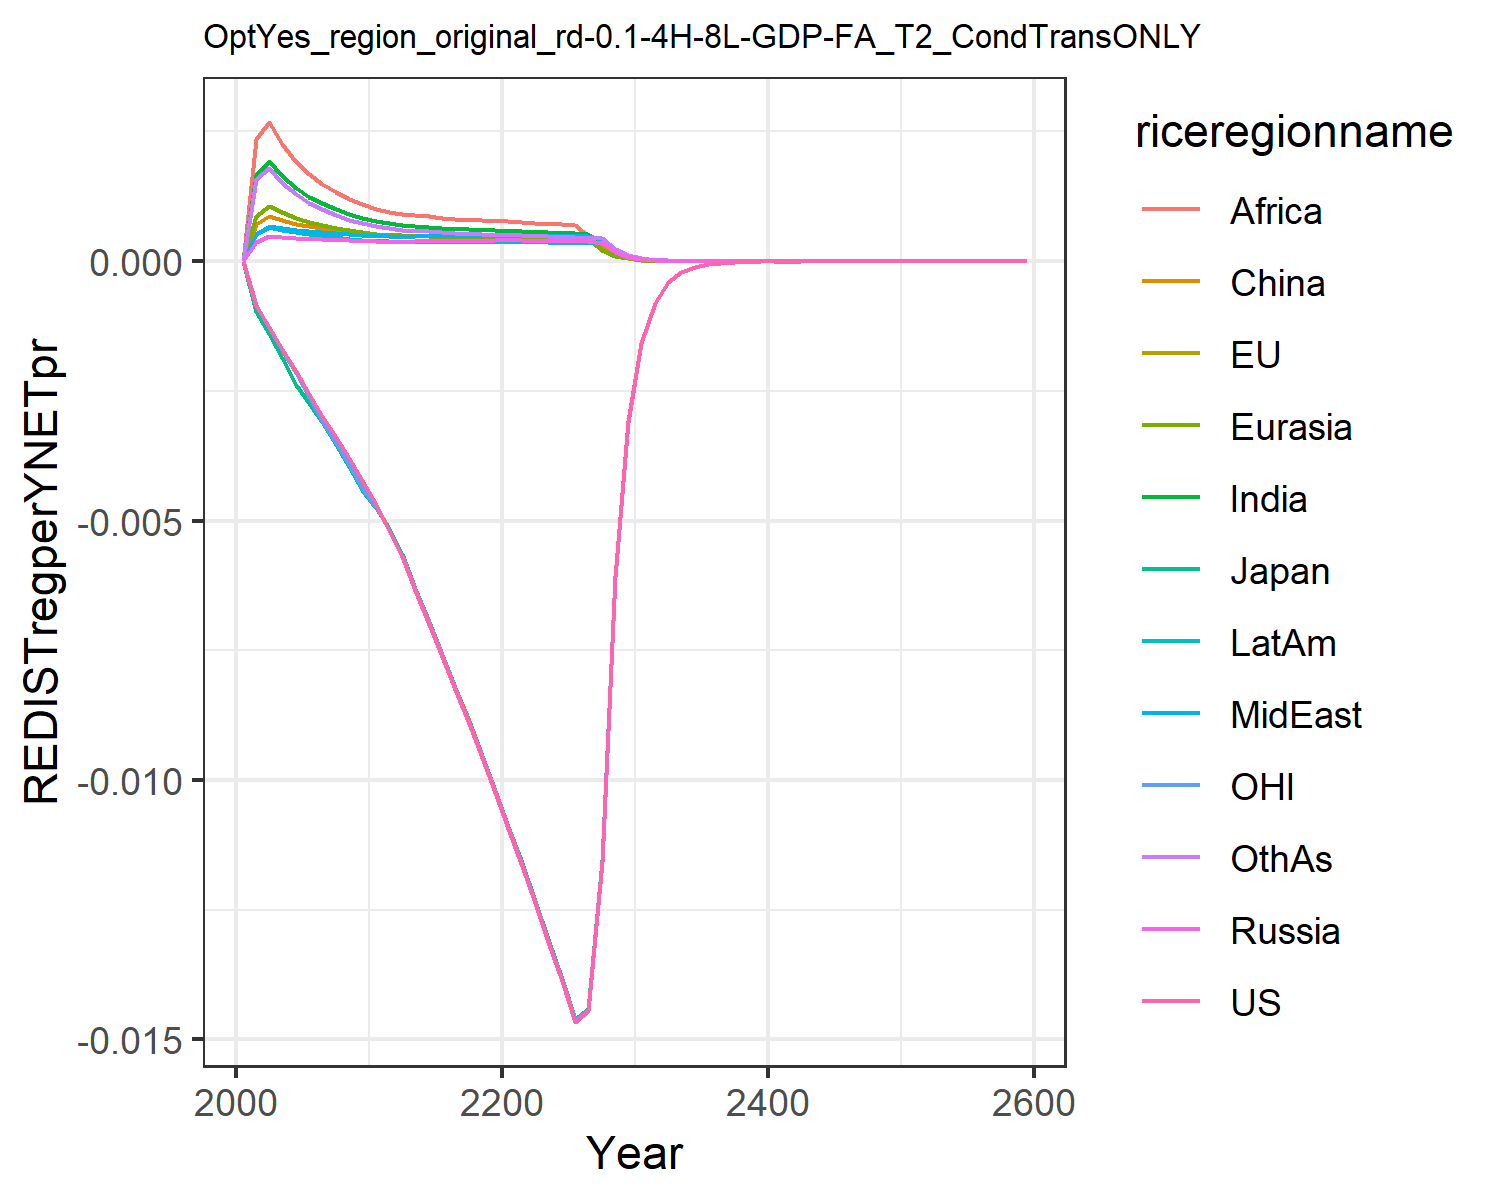 OptYes_region_original_rd-0.1-4H-8L-GDP-FA_T2_CondTransONLY
REDISTregperYNETpr
0.000
-0.005
-0.010
-0.015
2000
2200
2400
2600
Year
riceregionname
Africa
China
EU
Eurasia
India
Japan
LatAm
MidEast
OHI
OthAs
Russia
US